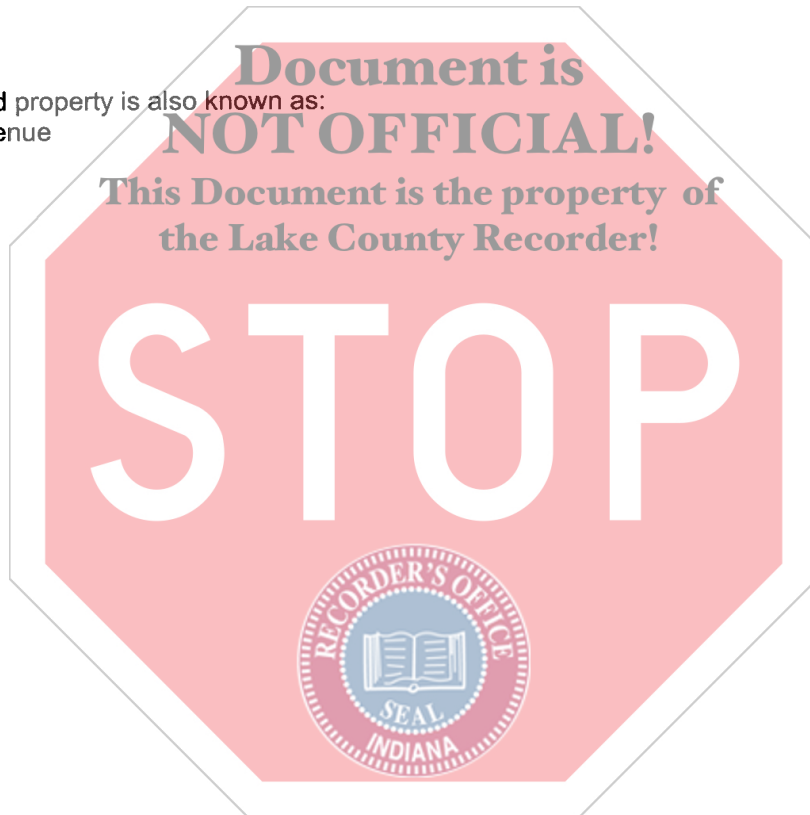 Document is
property is also known as:
enue
NOT OFFICIAL!
This Document is the property of
the Lake County Recorder!
STOP
RECORDER'S OFFICE
SEAL
INDIANA